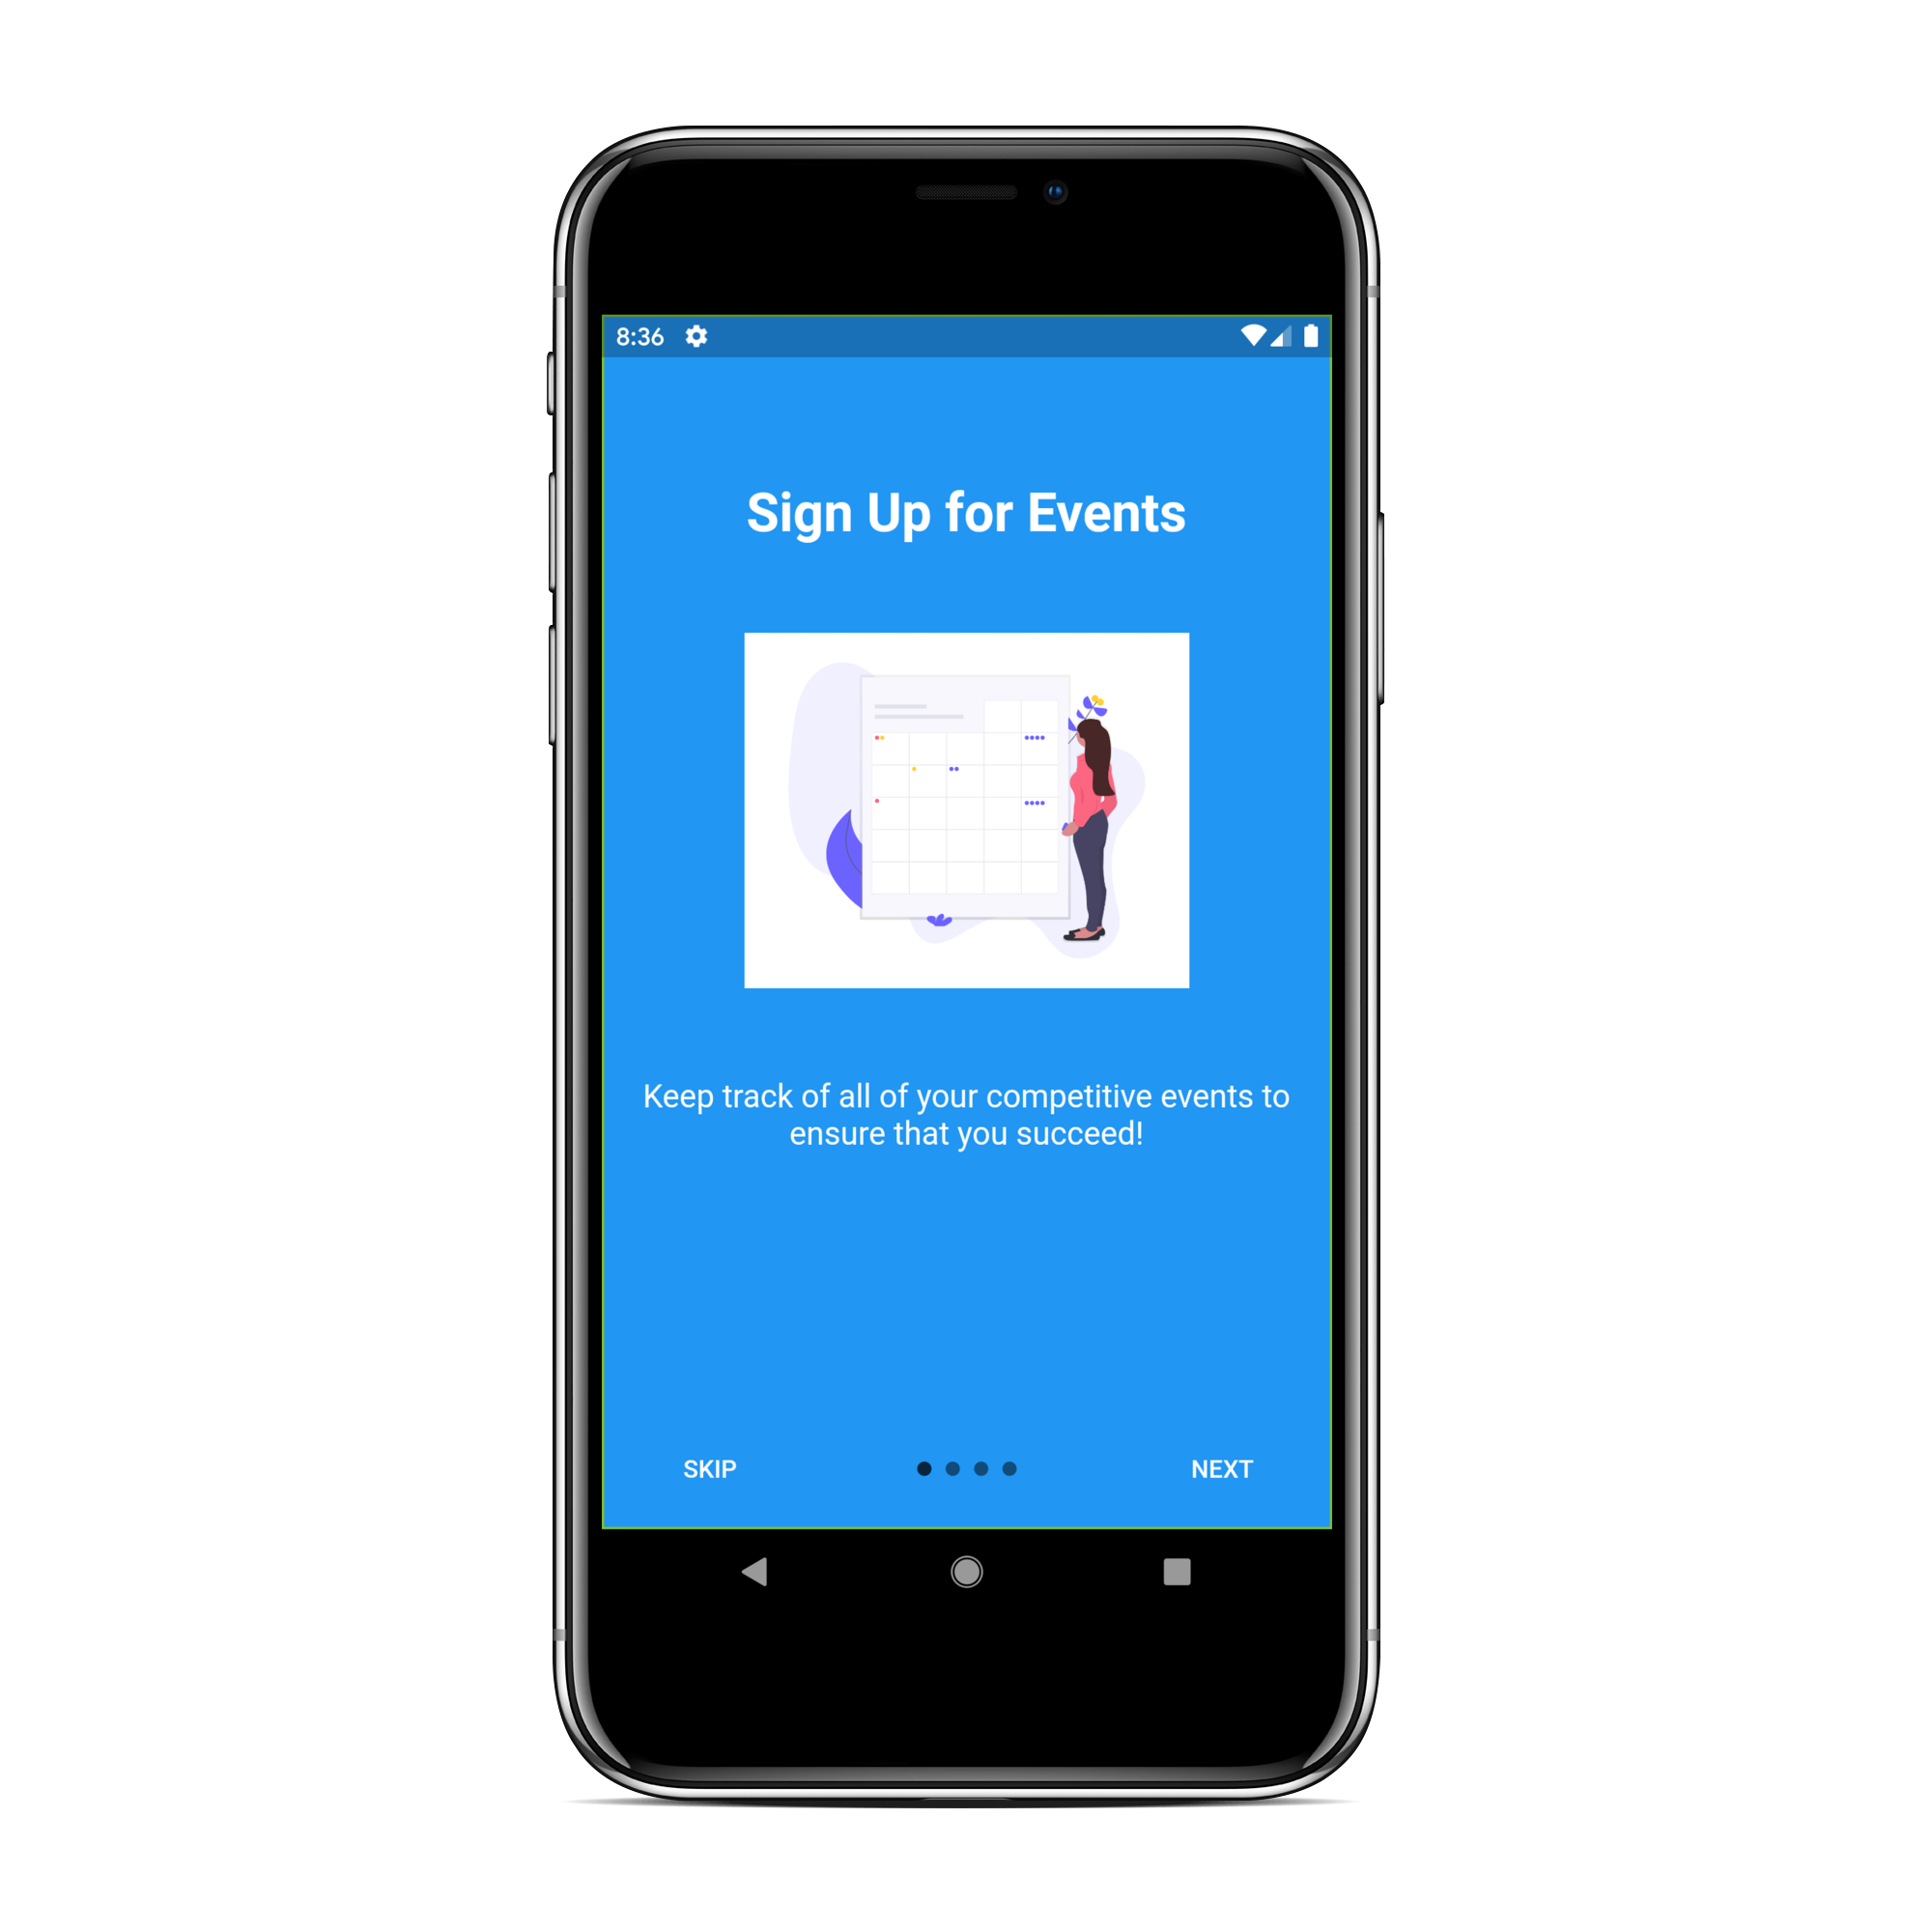 8:36
Sign Up for Events
Keep track of all of your competitive events to
ensure that you succeed!
SKIP
NEXT